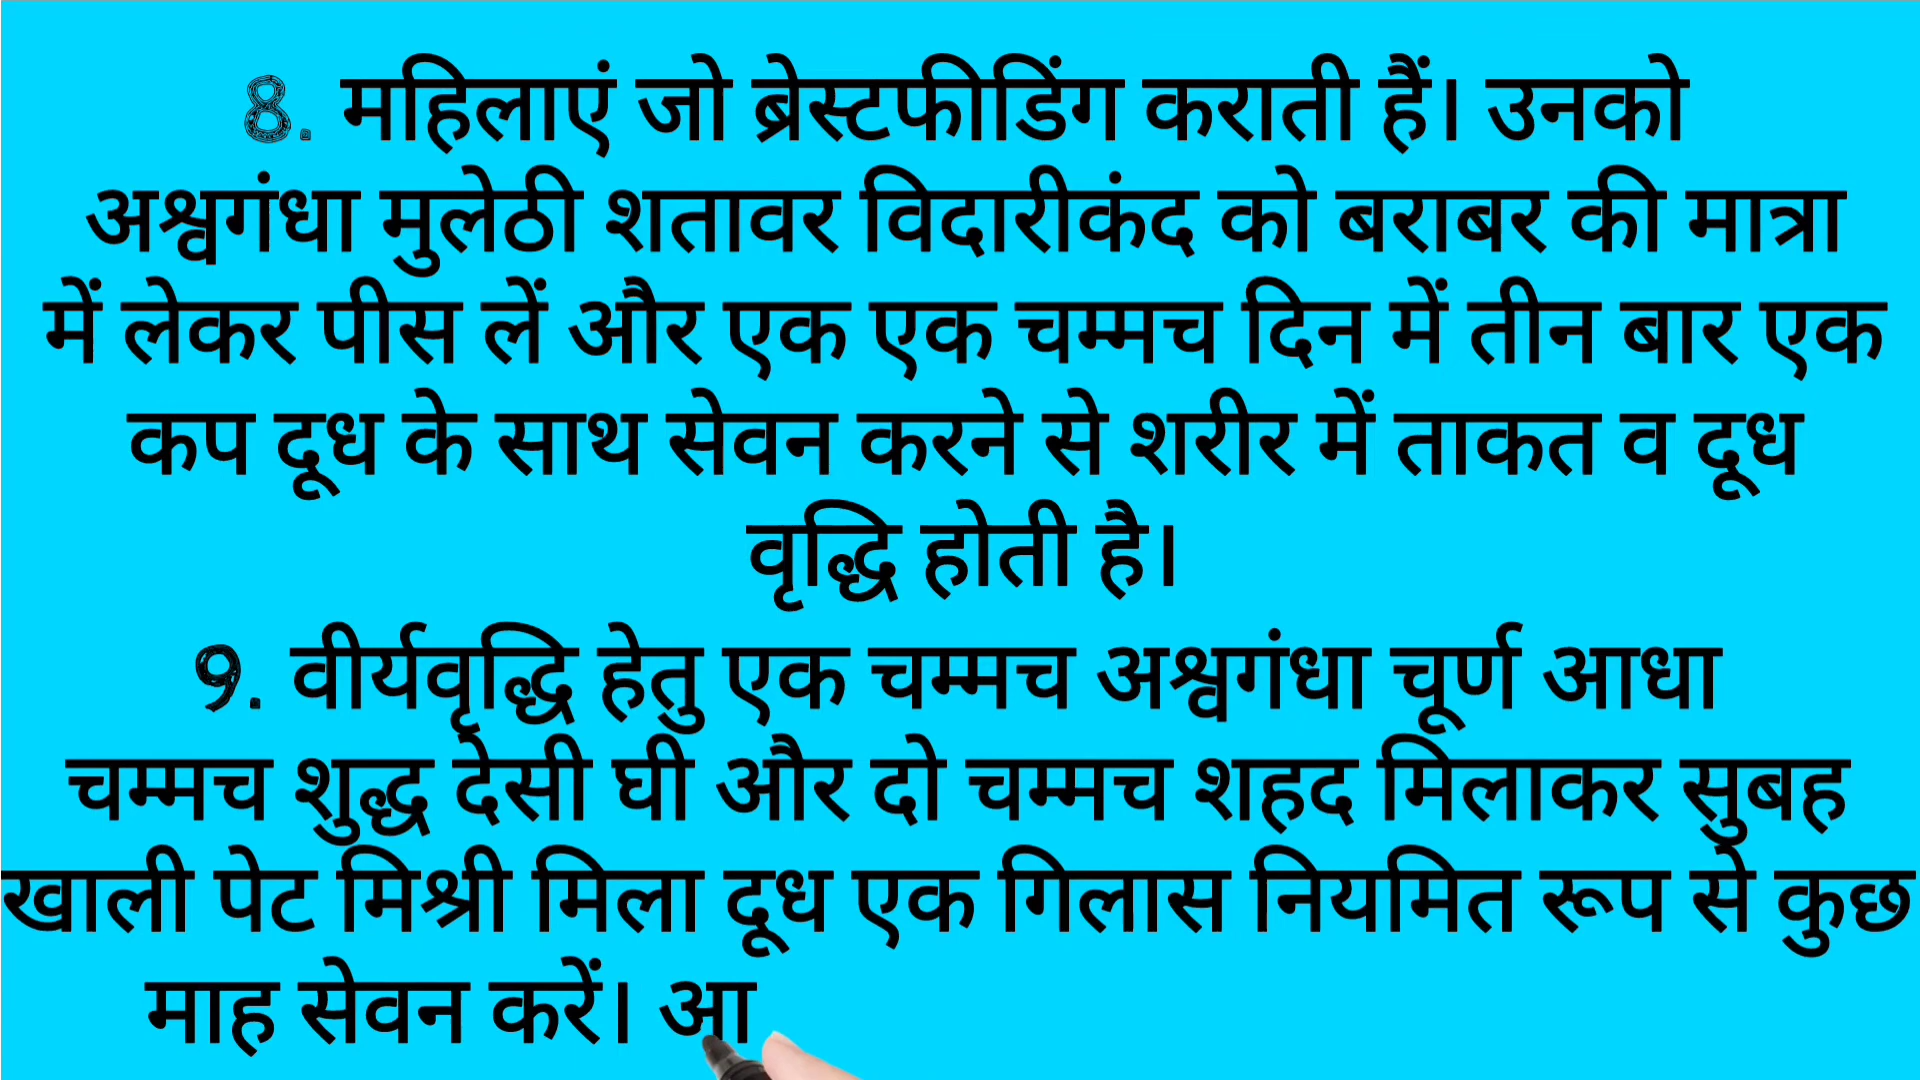 8. महिलाएं जो ब्रेस्टफीडिंग कराती हैं। उनको
अश्वगंधा मुलेठी शतावर विदारीकंद को बराबर की मात्रा
में लेकर पीस लें और एक एक चम्मच दिन में तीन बार एक
कप दूध के साथ सेवन करने से शरीर में ताकत व दूध
वृद्धि होती है।
9. वीर्यवृद्धि हेतु एक चम्मच अश्वगंधा चूर्ण आधा
चम्मच शुद्ध देसी घी और दो चम्मच शहद मिलाकर सुबह
खाली पेट मिश्री मिला दूध एक गिलास नियमित रूप से कुछ
माह सेवन करें। आ